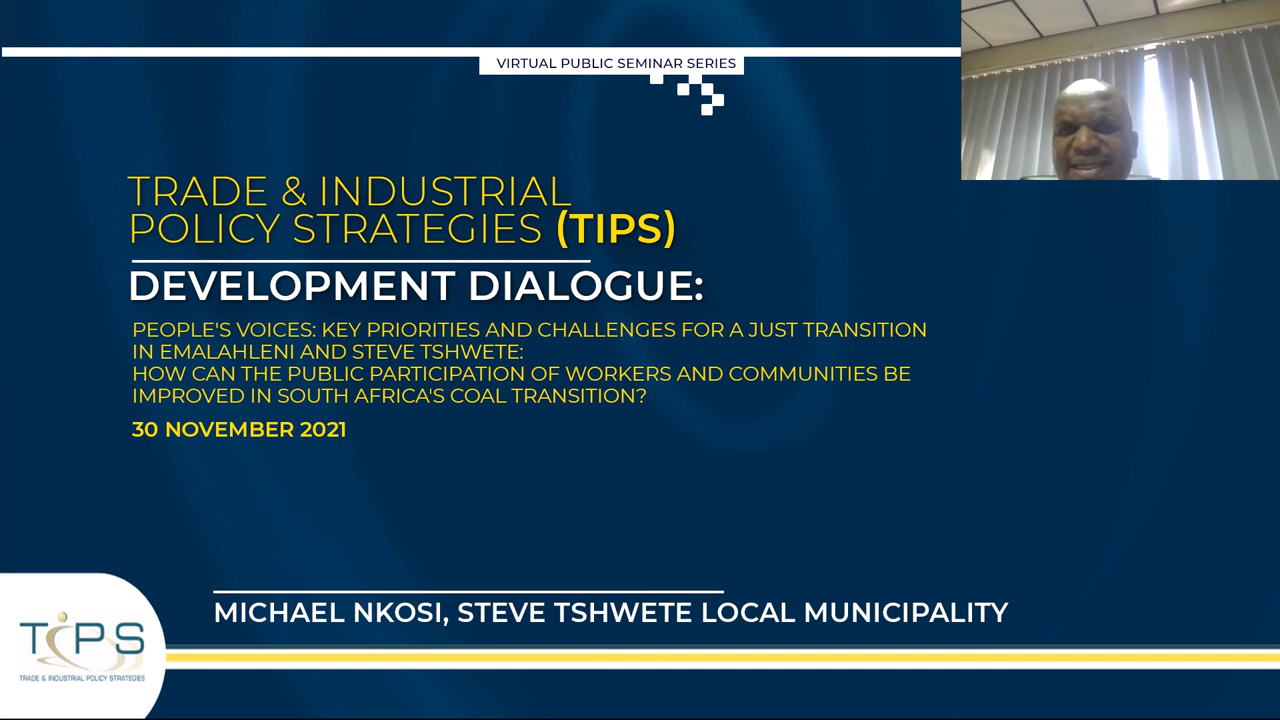 VIRTUAL PUBLIC SEMINAR SERIES
TRADE & INDUSTRIAL
POLICY STRATEGIES (TIPS)
DEVELOPMENT DIALOGUE:
PEOPLE'S VOICES: KEY PRIORITIES AND CHALLENGES FOR A JUST TRANSITION
IN EMALAHLENI AND STEVE TSHWETE:
HOW CAN THE PUBLIC PARTICIPATION OF WORKERS AND COMMUNITIES BE
IMPROVED IN SOUTH AFRICA'S COAL TRANSITION?
30 NOVEMBER 2021
MICHAEL NKOSI, STEVE TSHWETE LOCAL MUNICIPALITY
TiPS
TRADE & INDUSTRIAL POLICY STRATEGIES